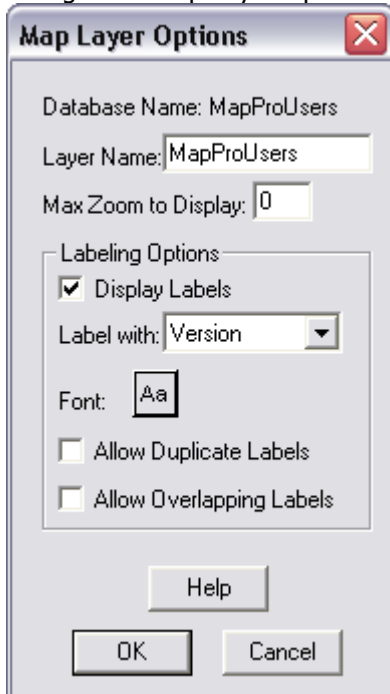 Map Layer Options
Database Name: MapProUsers
Layer Name: MapProUsers
Max Zoom to Display: 0
Labeling Options
Display Labels
Label with: Version
Font: Aa
Allow Duplicate Labels
Allow Overlapping Labels
Help
OK Cancel